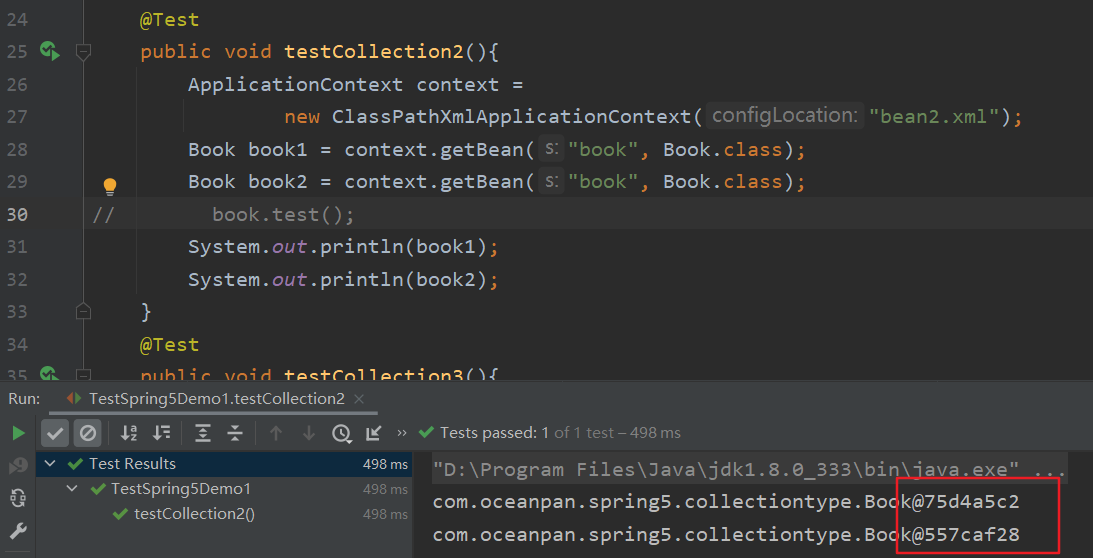 24 @Test
25 public void testCollection2(){
26 ApplicationContext context =
27 new ClassPathXmlApplicationContext( configLocation: "bean2.xml");
28 Book book1 = context.getBean( s: "book", Book.class);
29 Book book2 = context.getBean( s: "book", Book.class);
30 // book.test();
31 System.out.println(book1);
32 System.out.println(book2);
33 }
34 @Test
35 public void testCollection3(){
Run: TestSpring5Demo1.testCollection2 ×
» Tests passed: 1 of 1 test – 498 ms
Test Results 498 ms
TestSpring5Demo1 498 ms
testCollection2() 498 ms
"D:\Program Files\Java\jdk1.8.0_333\bin\java.exe" ...
com.oceanpan.spring5.collectiontype.Book@75d4a5c2
com.oceanpan.spring5.collectiontype.Book@557caf28